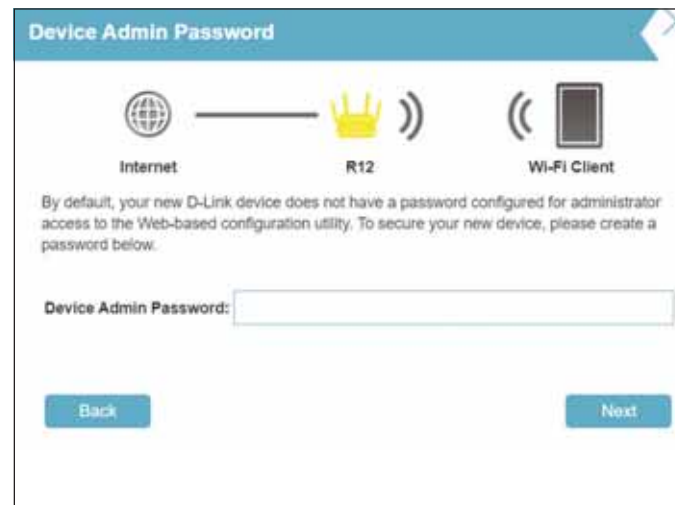 Device Admin Password
Internet
R12
Wi-Fi Client
By default, your new D-Link device does not have a password configured for administrator
access to the Web-based configuration utility. To secure your new device, please create a
password below.
Device Admin Password:
Back
Next